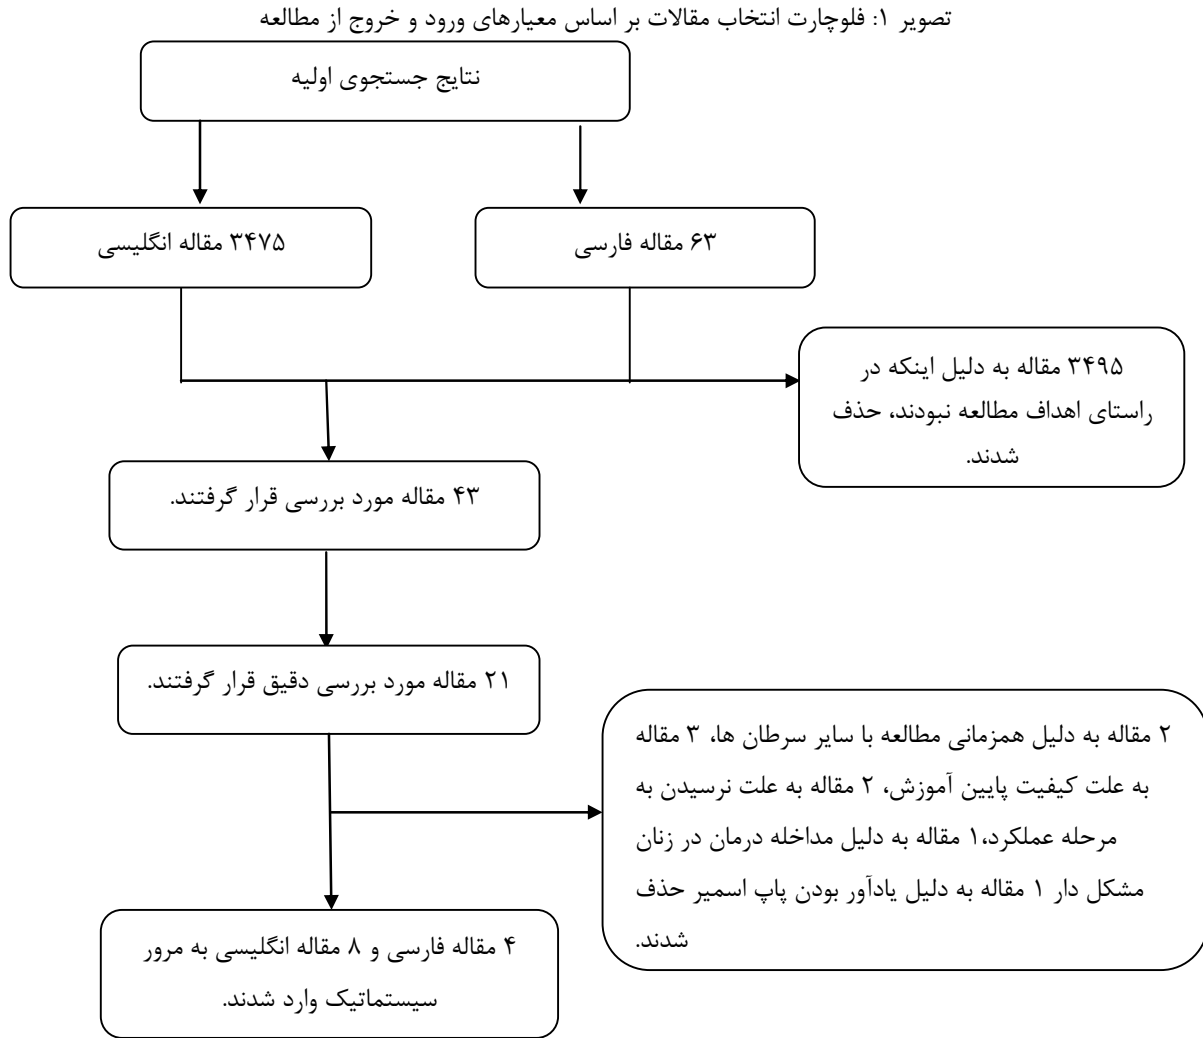 تصویر ۱: فلوچارت انتخاب مقالات بر اساس معیارهای ورود و خروج از مطالعه
نتایج جستجوی اولیه
۶۳ مقاله فارسی
۳۴۷۵ مقاله انگلیسی
۳۴۹۵ مقاله به دلیل اینکه در
راستای اهداف مطالعه نبودند، حذف
شدند.
۴۳ مقاله مورد بررسی قرار گرفتند.
۲۱ مقاله مورد بررسی دقیق قرار گرفتند.
۲ مقاله به دلیل همزمانی مطالعه با سایر سرطان ها، ۳ مقاله
به علت کیفیت پایین آموزش، ۲ مقاله به علت نرسیدن به
مرحله عملکرد،۱ مقاله به دلیل مداخله درمان در زنان
مشکل دار ۱ مقاله به دلیل یادآور بودن پاپ اسمیر حذف
شدند.
۴ مقاله فارسی و ۸ مقاله انگلیسی به مرور
سیستماتیک وارد شدند.